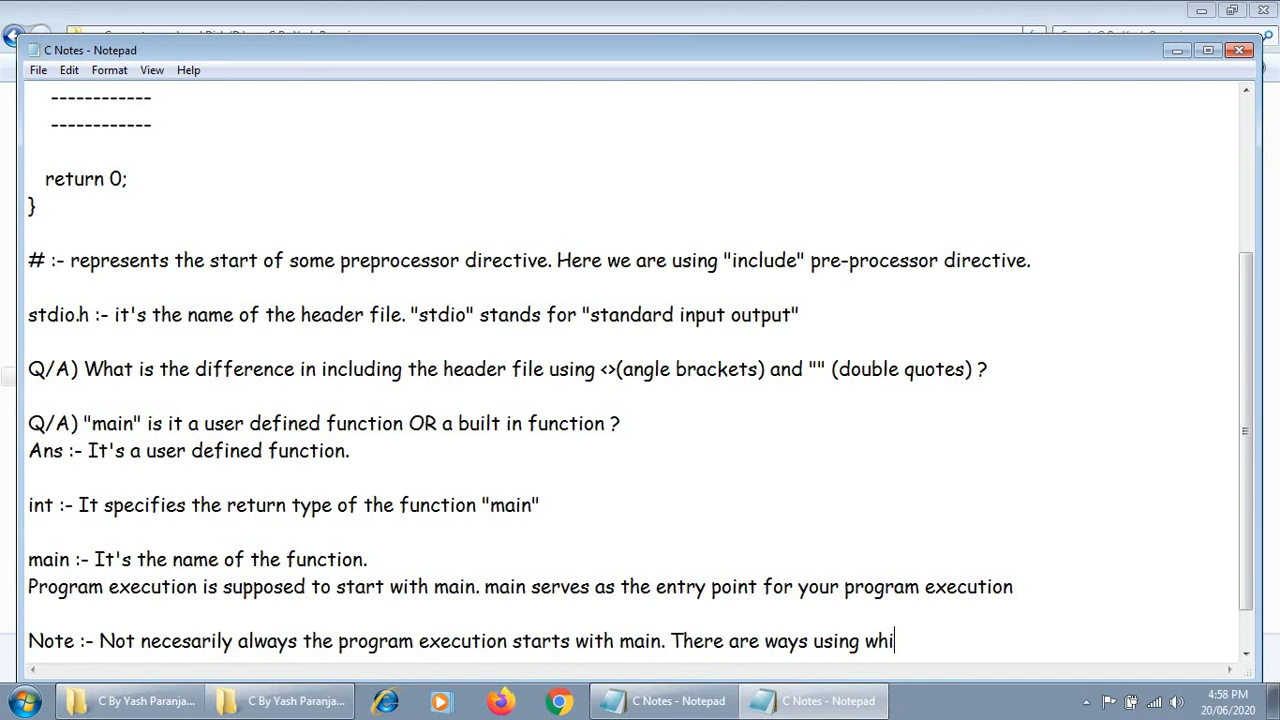 C Notes - Notepad
File Edit Format View Help
------------
------------
return 0;
}
# :- represents the start of some preprocessor directive. Here we are using "include" pre-processor directive.
stdio.h :- it's the name of the header file. "stdio" stands for "standard input output"
Q/A) What is the difference in including the header file using <>(angle brackets) and "" (double quotes) ?
Q/A) "main" is it a user defined function OR a built in function ?
Ans :- It's a user defined function.
int :- It specifies the return type of the function "main"
main :- It's the name of the function.
Program execution is supposed to start with main. main serves as the entry point for your program execution
Note :- Not necesarily always the program execution starts with main. There are ways using whi
C By Yash Paranja... C By Yash Paranja... C Notes - Notepad C Notes - Notepad
4:58 PM
20/06/2020